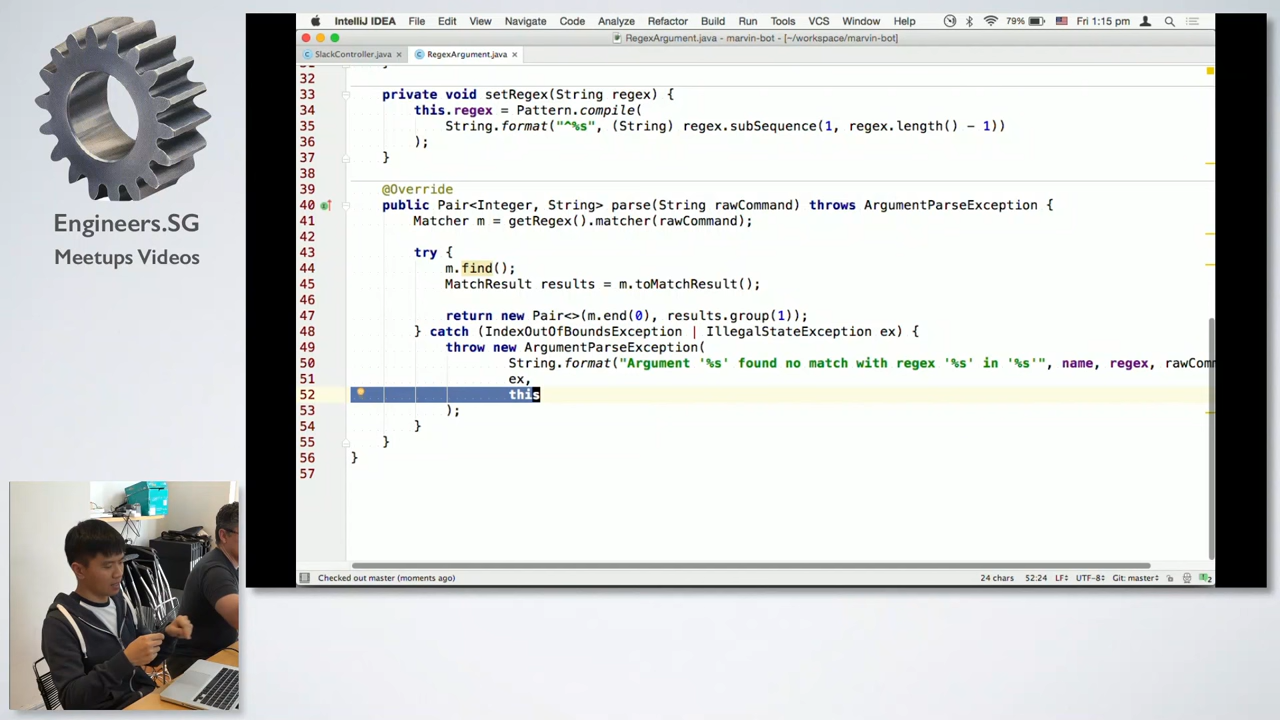 IntelliJ IDEA File Edit View Navigate Code Analyze Refactor Build Run Tools VCS Window Help 79% Fri 1:15 pm
RegexArgument.java - marvin-bot - [~/workspace/marvin-bot]
SlackController.java RegexArgument.java
32
33 private void setRegex(String regex) {
34 this.regex = Pattern.compile(
35 String.format("^%s", (String) regex.subSequence(1, regex.length() - 1))
36 );
37 }
38
39 @Override
40 public Pair<Integer, String> parse(String rawCommand) throws ArgumentParseException {
41 Matcher m = getRegex().matcher(rawCommand);
42
43 try {
44 m.find();
45 MatchResult results = m.toMatchResult();
46
47 return new Pair<>(m.end(0), results.group(1));
48 } catch (IndexOutOfBoundsException | IllegalStateException ex) {
49 throw new ArgumentParseException(
50 String.format("Argument '%s' found no match with regex '%s' in '%s'", name, regex, rawComm
51 ex,
52 this
53 );
54 }
55 }
56 }
57
Checked out master (moments ago) 24 chars 52:24 LF UTF-8 Git: master
Engineers.SG
Meetups Videos